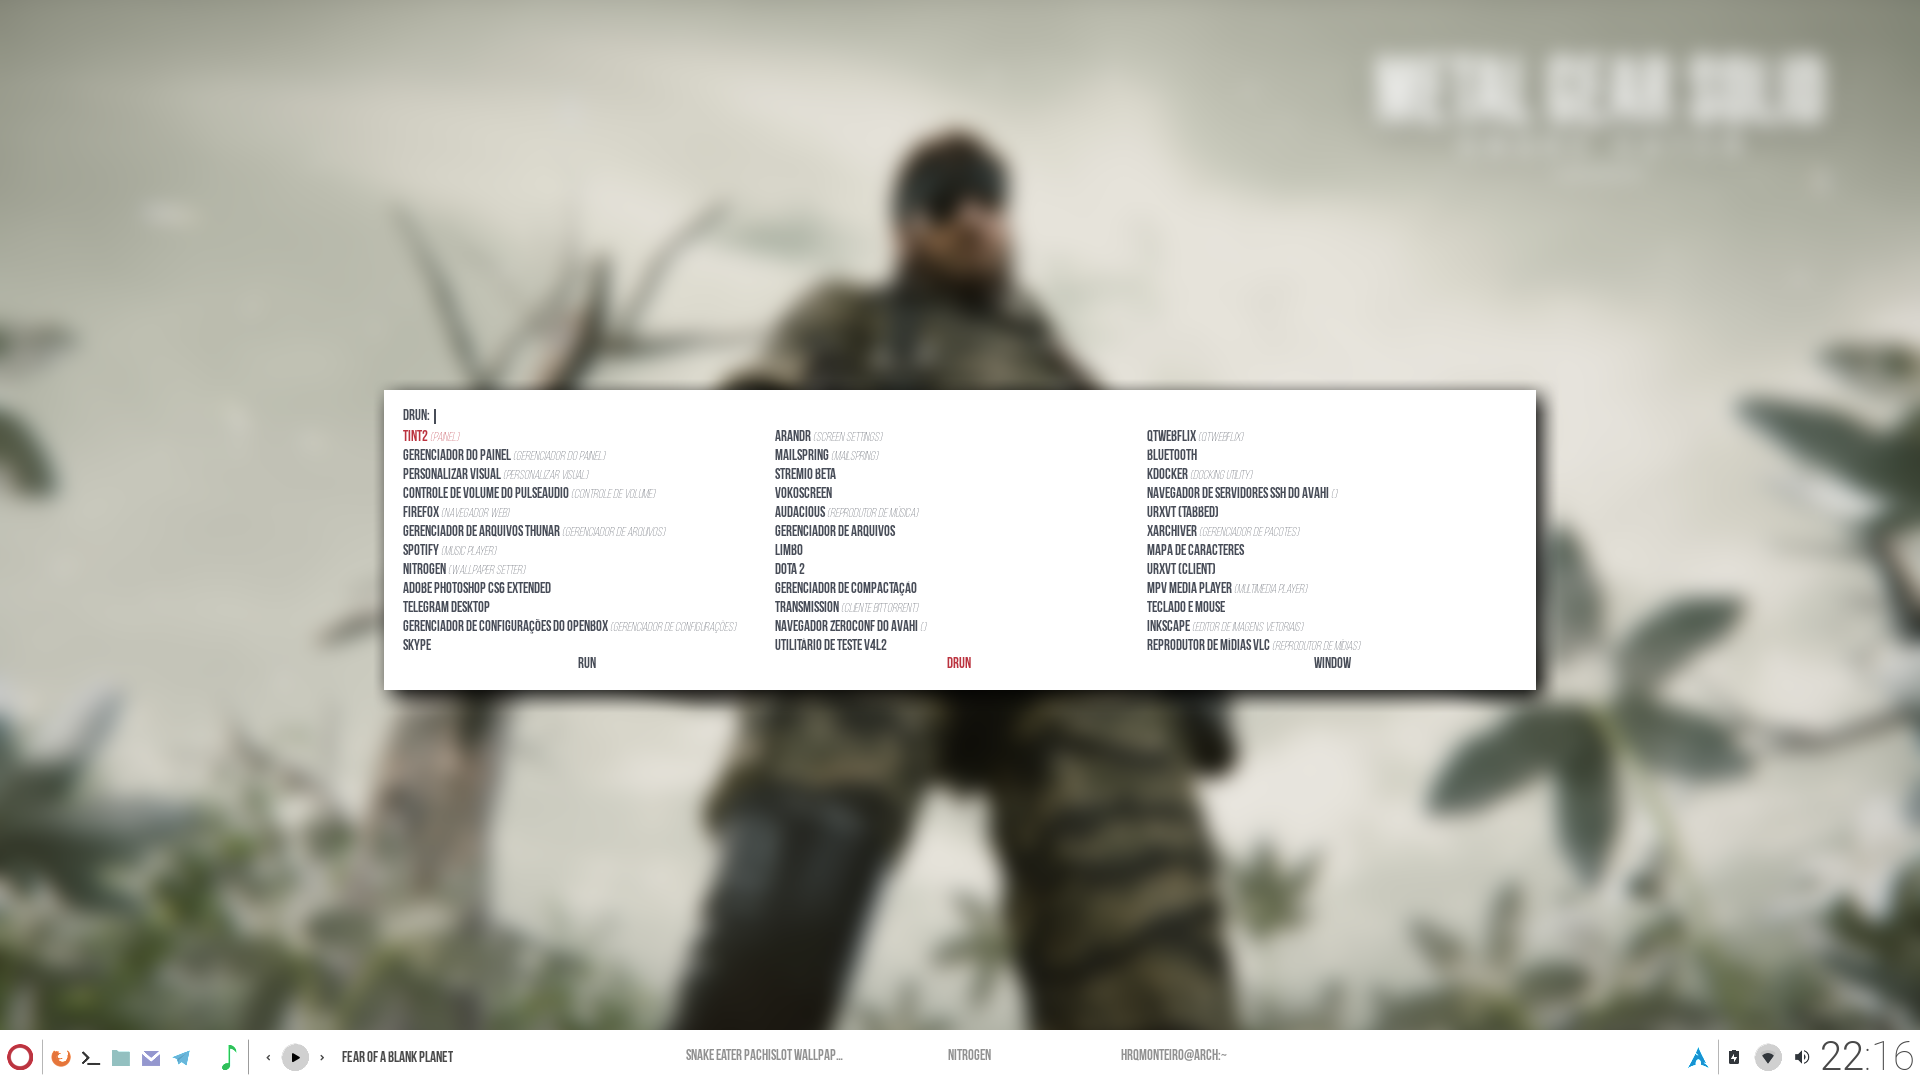 METAL GEAR SOLID
DRUN:
TINT2 (PAINEL)
GERENCIADOR DO PAINEL (GERENCIADOR DO PAINEL)
PERSONALIZAR VISUAL (PERSONALIZAR VISUAL)
CONTROLE DE VOLUME DO PULSEAUDIO (CONTROLE DE VOLUME)
FIREFOX (NAVEGADOR WEB)
GERENCIADOR DE ARQUIVOS THUNAR (GERENCIADOR DE ARQUIVOS)
SPOTIFY (MUSIC PLAYER)
NITROGEN (WALLPAPER SETTER)
ADOBE PHOTOSHOP CS6 EXTENDED
TELEGRAM DESKTOP
GERENCIADOR DE CONFIGURAÇÕES DO OPENBOX (GERENCIADOR DE CONFIGURAÇÕES)
SKYPE
ARANDR (SCREEN SETTINGS)
MAILSPRING (MAILSPRING)
STREMIO BETA
VOKOSCREEN
AUDACIOUS (REPRODUTOR DE MÚSICA)
GERENCIADOR DE ARQUIVOS
LIMBO
DOTA 2
GERENCIADOR DE COMPACTAÇÃO
TRANSMISSION (CLIENTE BITTORRENT)
NAVEGADOR ZEROCONF DO AVAHI ()
UTILITÁRIO DE TESTE V4L2
QTWEBFLIX (QTWEBFLIX)
BLUETOOTH
KDOCKER (DOCKING UTILITY)
NAVEGADOR DE SERVIDORES SSH DO AVAHI ()
URXVT (TABBED)
XARCHIVER (GERENCIADOR DE PACOTES)
MAPA DE CARACTERES
URXVT (CLIENT)
MPV MEDIA PLAYER (MULTIMEDIA PLAYER)
TECLADO E MOUSE
INKSCAPE (EDITOR DE IMAGENS VETORIAIS)
REPRODUTOR DE MÍDIAS VLC (REPRODUTOR DE MÍDIAS)
RUN DRUN WINDOW
FEAR OF A BLANK PLANET
SNAKE EATER PACHISLOT WALLPAP...
NITROGEN
HRQMONTEIRO@ARCH:~
22:16